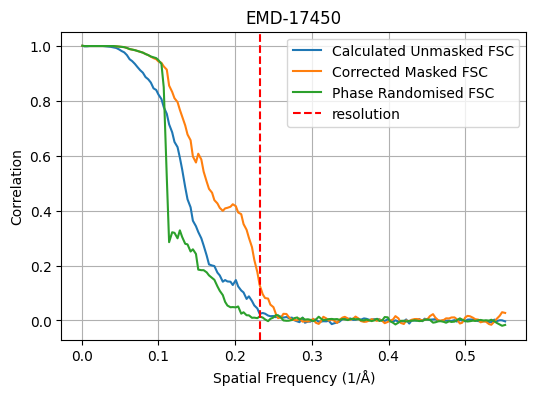 EMD-17450
Calculated Unmasked FSC
Corrected Masked FSC
Phase Randomised FSC
resolution
Correlation
1.0
0.8
0.6
0.4
0.2
0.0
0.0 0.1 0.2 0.3 0.4 0.5
Spatial Frequency (1/Å)